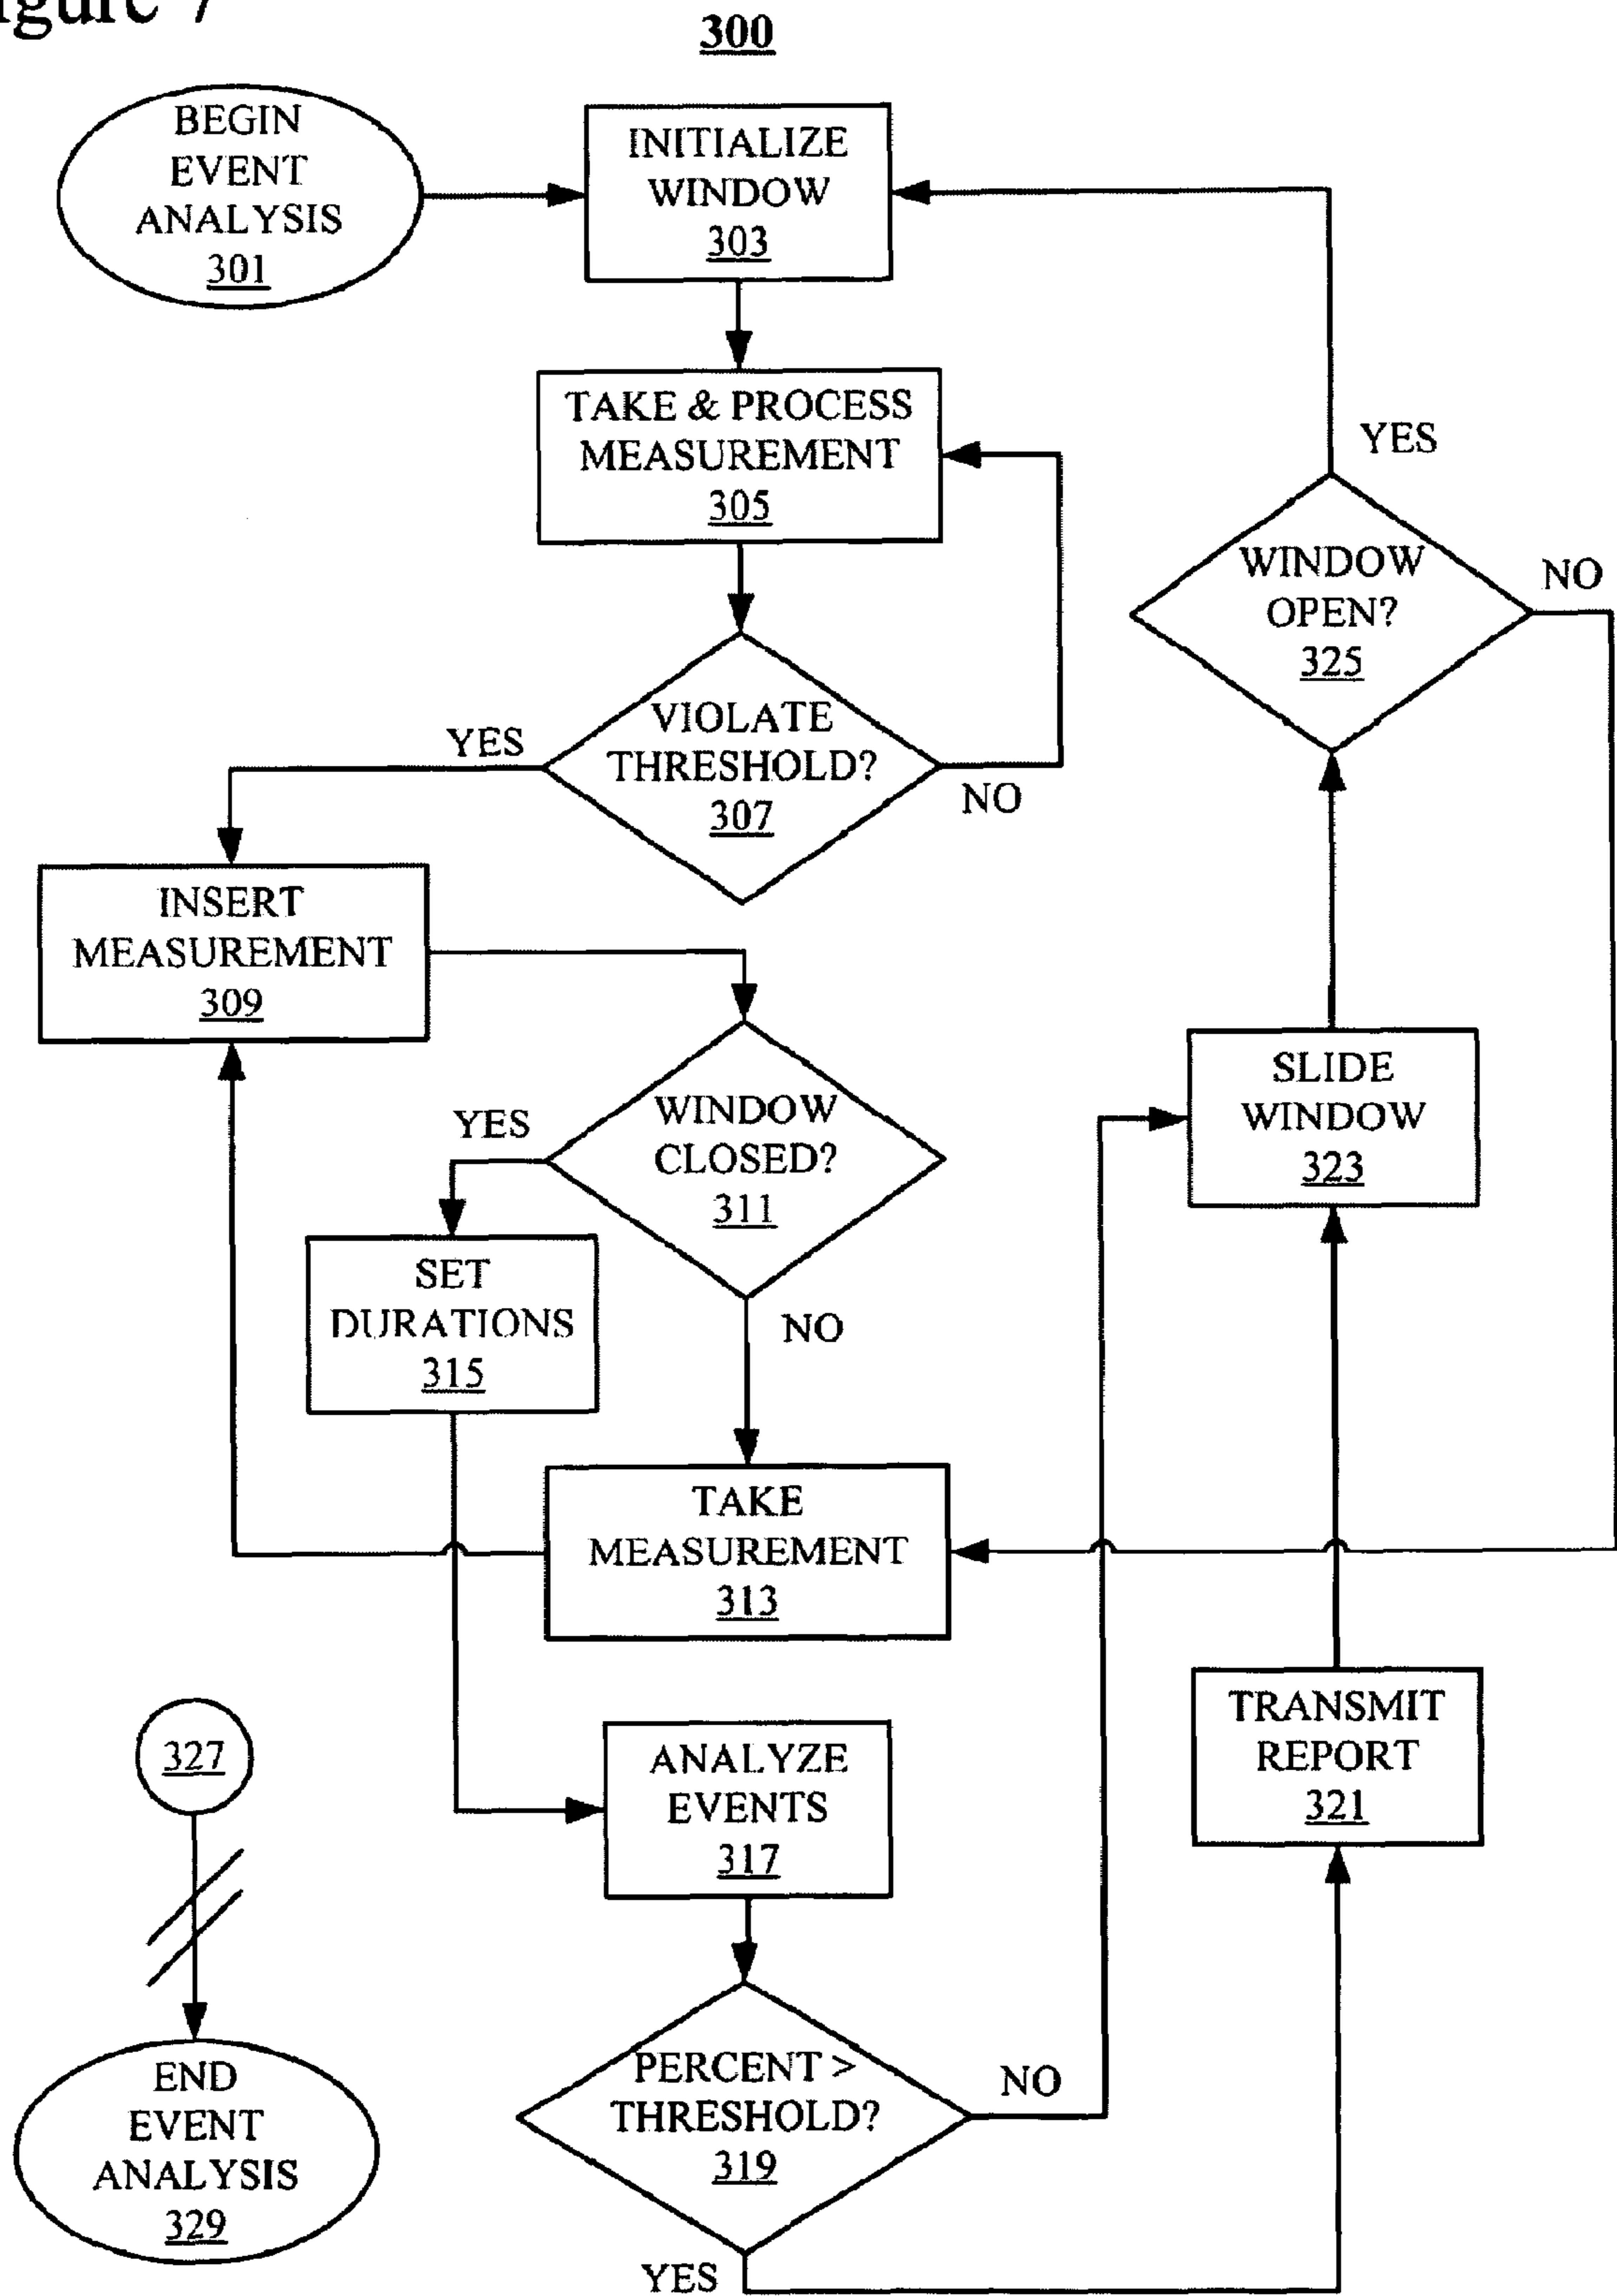 igure 7
300
BEGIN
EVENT
ANALYSIS
301
INITIALIZE
WINDOW
303
TAKE & PROCESS
MEASUREMENT
305
YES
WINDOW
OPEN?
325
NO
VIOLATE
THRESHOLD?
307
YES
NO
INSERT
MEASUREMENT
309
WINDOW
CLOSED?
311
YES
NO
SLIDE
WINDOW
323
SET
DURATIONS
315
TAKE
MEASUREMENT
313
TRANSMIT
REPORT
321
327
ANALYZE
EVENTS
317
PERCENT >
THRESHOLD?
319
NO
YES
END
EVENT
ANALYSIS
329